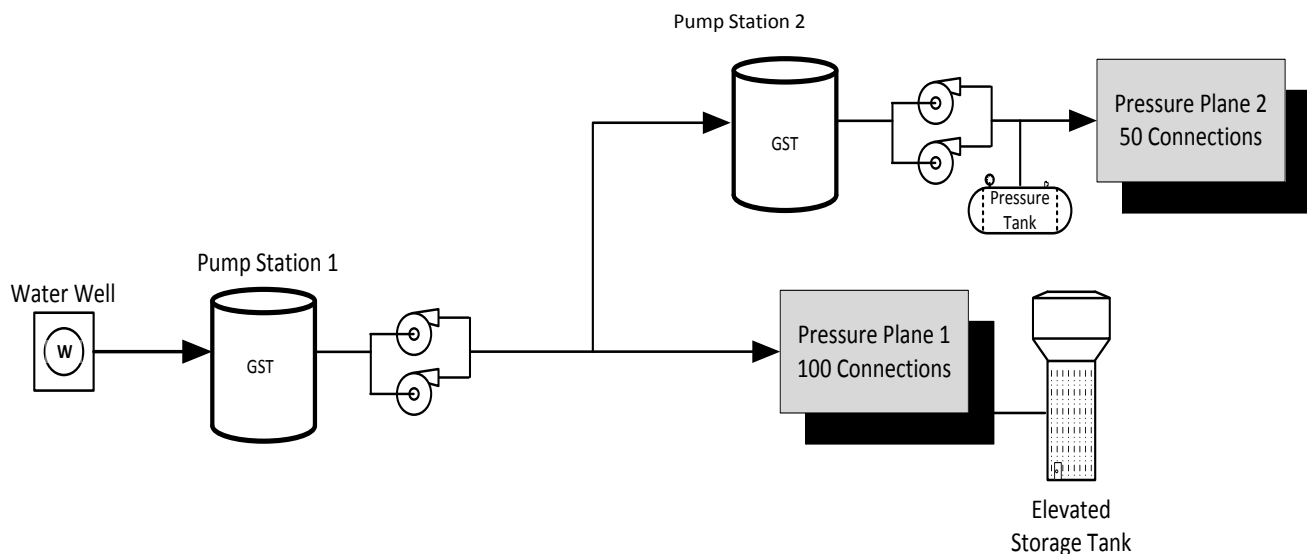 Pump Station 2
GST
Pressure Plane 2
50 Connections
Pressure
Tank
Pump Station 1
Water Well
W
GST
Pressure Plane 1
100 Connections
Elevated
Storage Tank